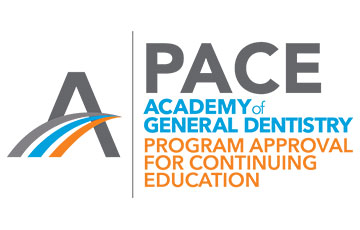 PACE
ACADEMY of
GENERAL DENTISTRY
PROGRAM APPROVAL
FOR CONTINUING
EDUCATION